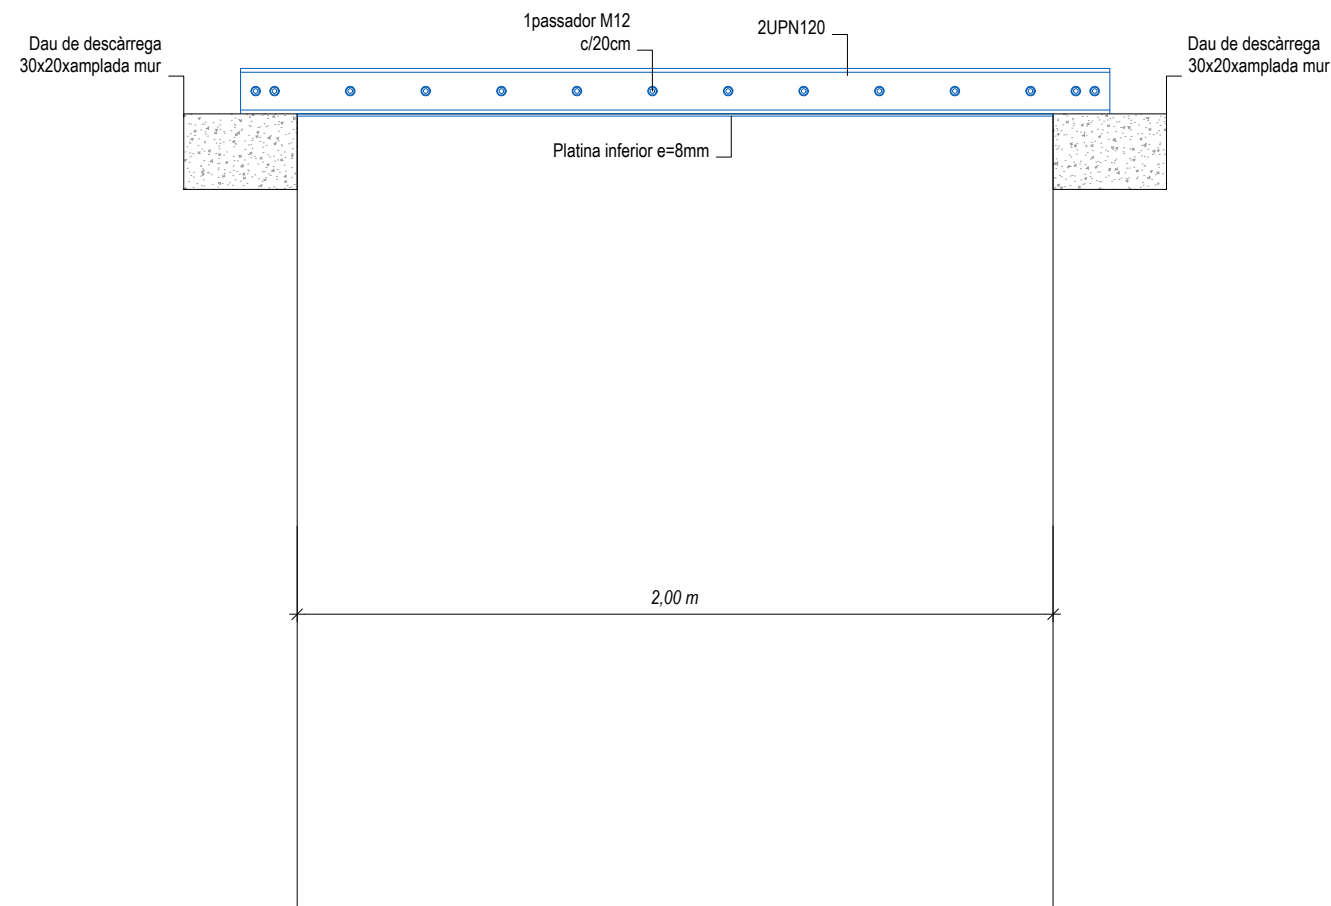 1passador M12
c/20cm
2UPN120
Dau de descàrrega
30x20xamplada mur
Dau de descàrrega
30x20xamplada mur
Platina inferior e=8mm
2,00 m